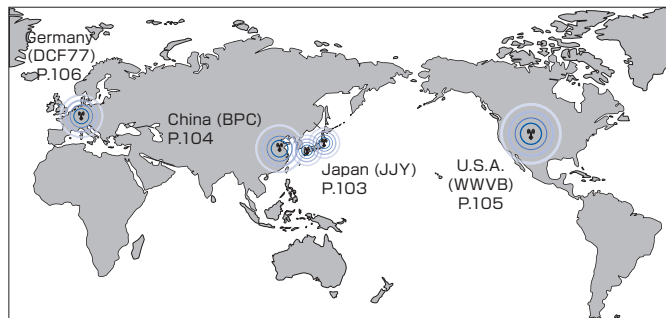 Germany
(DCF77)
P.106
China (BPC)
P.104
Japan (JJY)
P.103
U.S.A.
(WWVB)
P.105